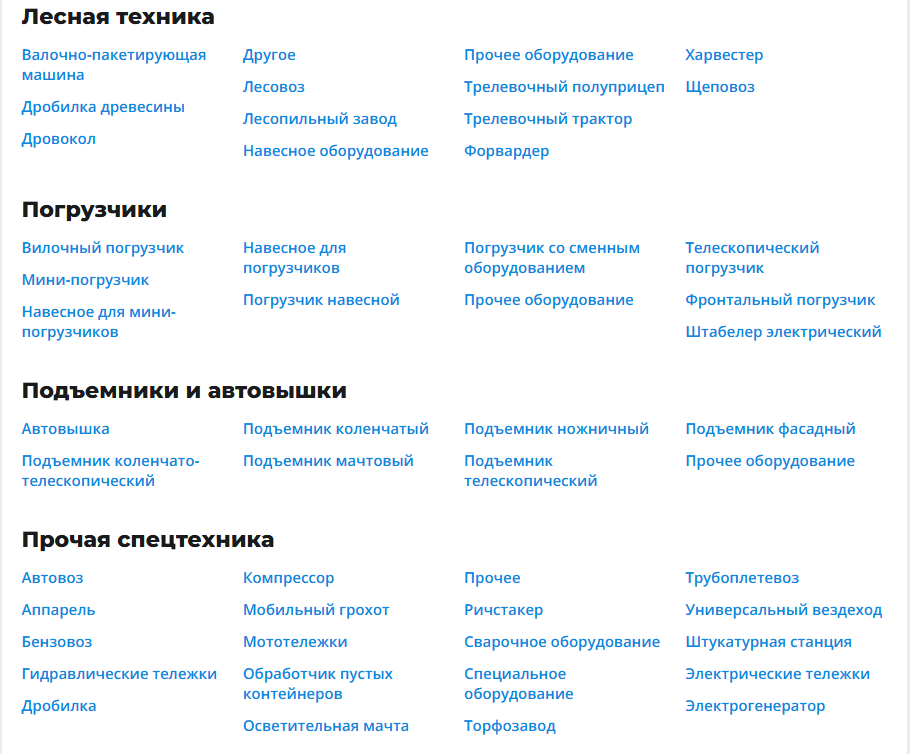 Лесная техника
Валочно-пакетирующая
машина
Дробилка древесины
Дровокол
Другое
Лесовоз
Лесопильный завод
Навесное оборудование
Прочее оборудование
Трелевочный полуприцеп
Трелевочный трактор
Форвардер
Харвестер
Щеповоз
Погрузчики
Вилочный погрузчик
Мини-погрузчик
Навесное для мини-
погрузчиков
Навесное для
погрузчиков
Погрузчик навесной
Погрузчик со сменным
оборудованием
Прочее оборудование
Телескопический
погрузчик
Фронтальный погрузчик
Штабелер электрический
Подъемники и автовышки
Автовышка
Подъемник коленчато-
телескопический
Подъемник коленчатый
Подъемник мачтовый
Подъемник ножничный
Подъемник
телескопический
Подъемник фасадный
Прочее оборудование
Прочая спецтехника
Автовоз
Аппарель
Бензовоз
Гидравлические тележки
Дробилка
Компрессор
Мобильный грохот
Мототележки
Обработчик пустых
контейнеров
Осветительная мачта
Прочее
Ричстакер
Сварочное оборудование
Специальное
оборудование
Торфозавод
Трубоплетевоз
Универсальный вездеход
Штукатурная станция
Электрические тележки
Электрогенератор